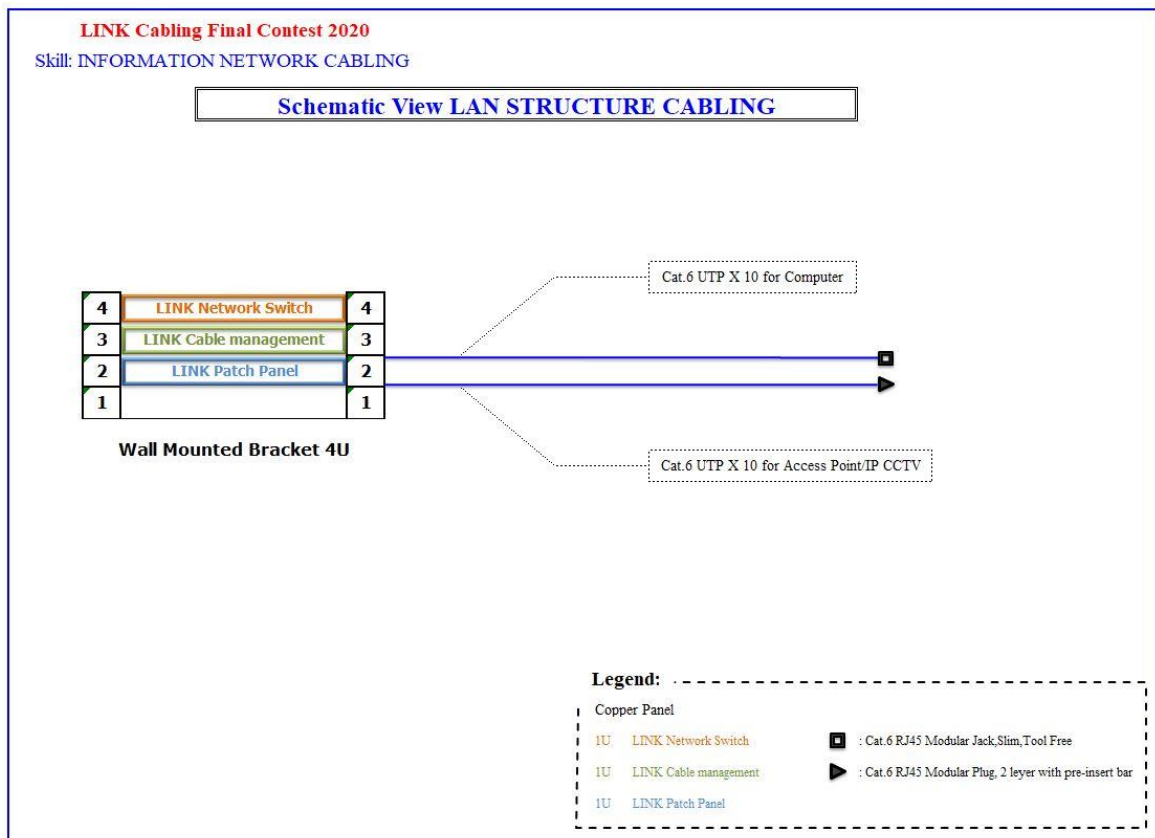 LINK Cabling Final Contest 2020
Skill: INFORMATION NETWORK CABLING
Schematic View LAN STRUCTURE CABLING
Cat.6 UTP X 10 for Computer
4 LINK Network Switch 4
3 LINK Cable management 3
2 LINK Patch Panel 2
1 1
Wall Mounted Bracket 4U
Cat.6 UTP X 10 for Access Point/IP CCTV
Legend:
Copper Panel
1U LINK Network Switch : Cat.6 RJ45 Modular Jack,Slim,Tool Free
1U LINK Cable management : Cat.6 RJ45 Modular Plug, 2 leyer with pre-insert bar
1U LINK Patch Panel